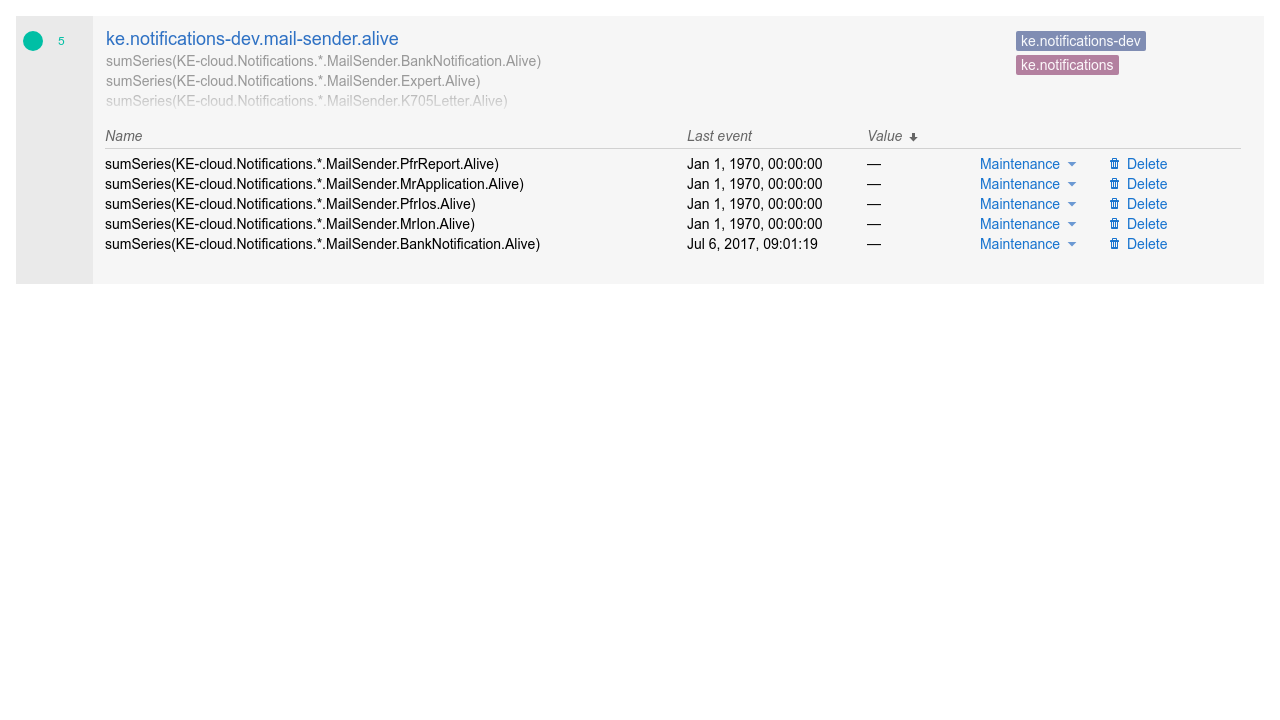 5
ke.notifications-dev.mail-sender.alive
ke.notifications-dev
sumSeries(KE-cloud.Notifications.*.MailSender.BankNotification.Alive)
ke.notifications
sumSeries(KE-cloud.Notifications.*.MailSender.Expert.Alive)
sumSeries(KE-cloud.Notifications.*.MailSender.K705Letter.Alive)
Name Last event Value
sumSeries(KE-cloud.Notifications.*.MailSender.PfrReport.Alive) Jan 1, 1970, 00:00:00 — Maintenance Delete
sumSeries(KE-cloud.Notifications.*.MailSender.MrApplication.Alive) Jan 1, 1970, 00:00:00 — Maintenance Delete
sumSeries(KE-cloud.Notifications.*.MailSender.PfrIos.Alive) Jan 1, 1970, 00:00:00 — Maintenance Delete
sumSeries(KE-cloud.Notifications.*.MailSender.MrIon.Alive) Jan 1, 1970, 00:00:00 — Maintenance Delete
sumSeries(KE-cloud.Notifications.*.MailSender.BankNotification.Alive) Jul 6, 2017, 09:01:19 — Maintenance Delete